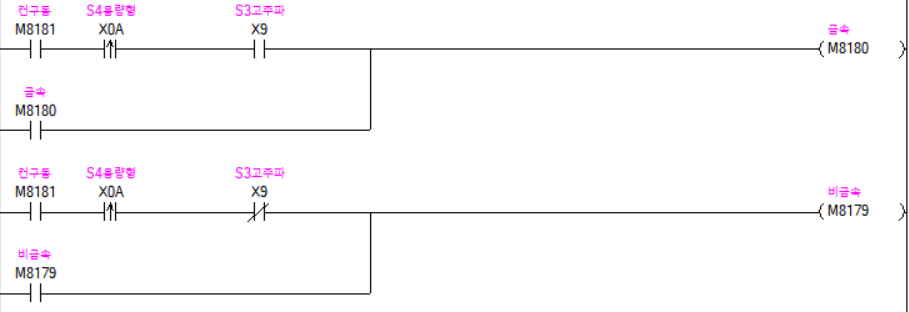 컨구동 S4용량형 S3고주파
M8181 X0A X9 금속
M8180
금속
M8180
컨구동 S4용량형 S3고주파
M8181 X0A X9 비금속
M8179
비금속
M8179